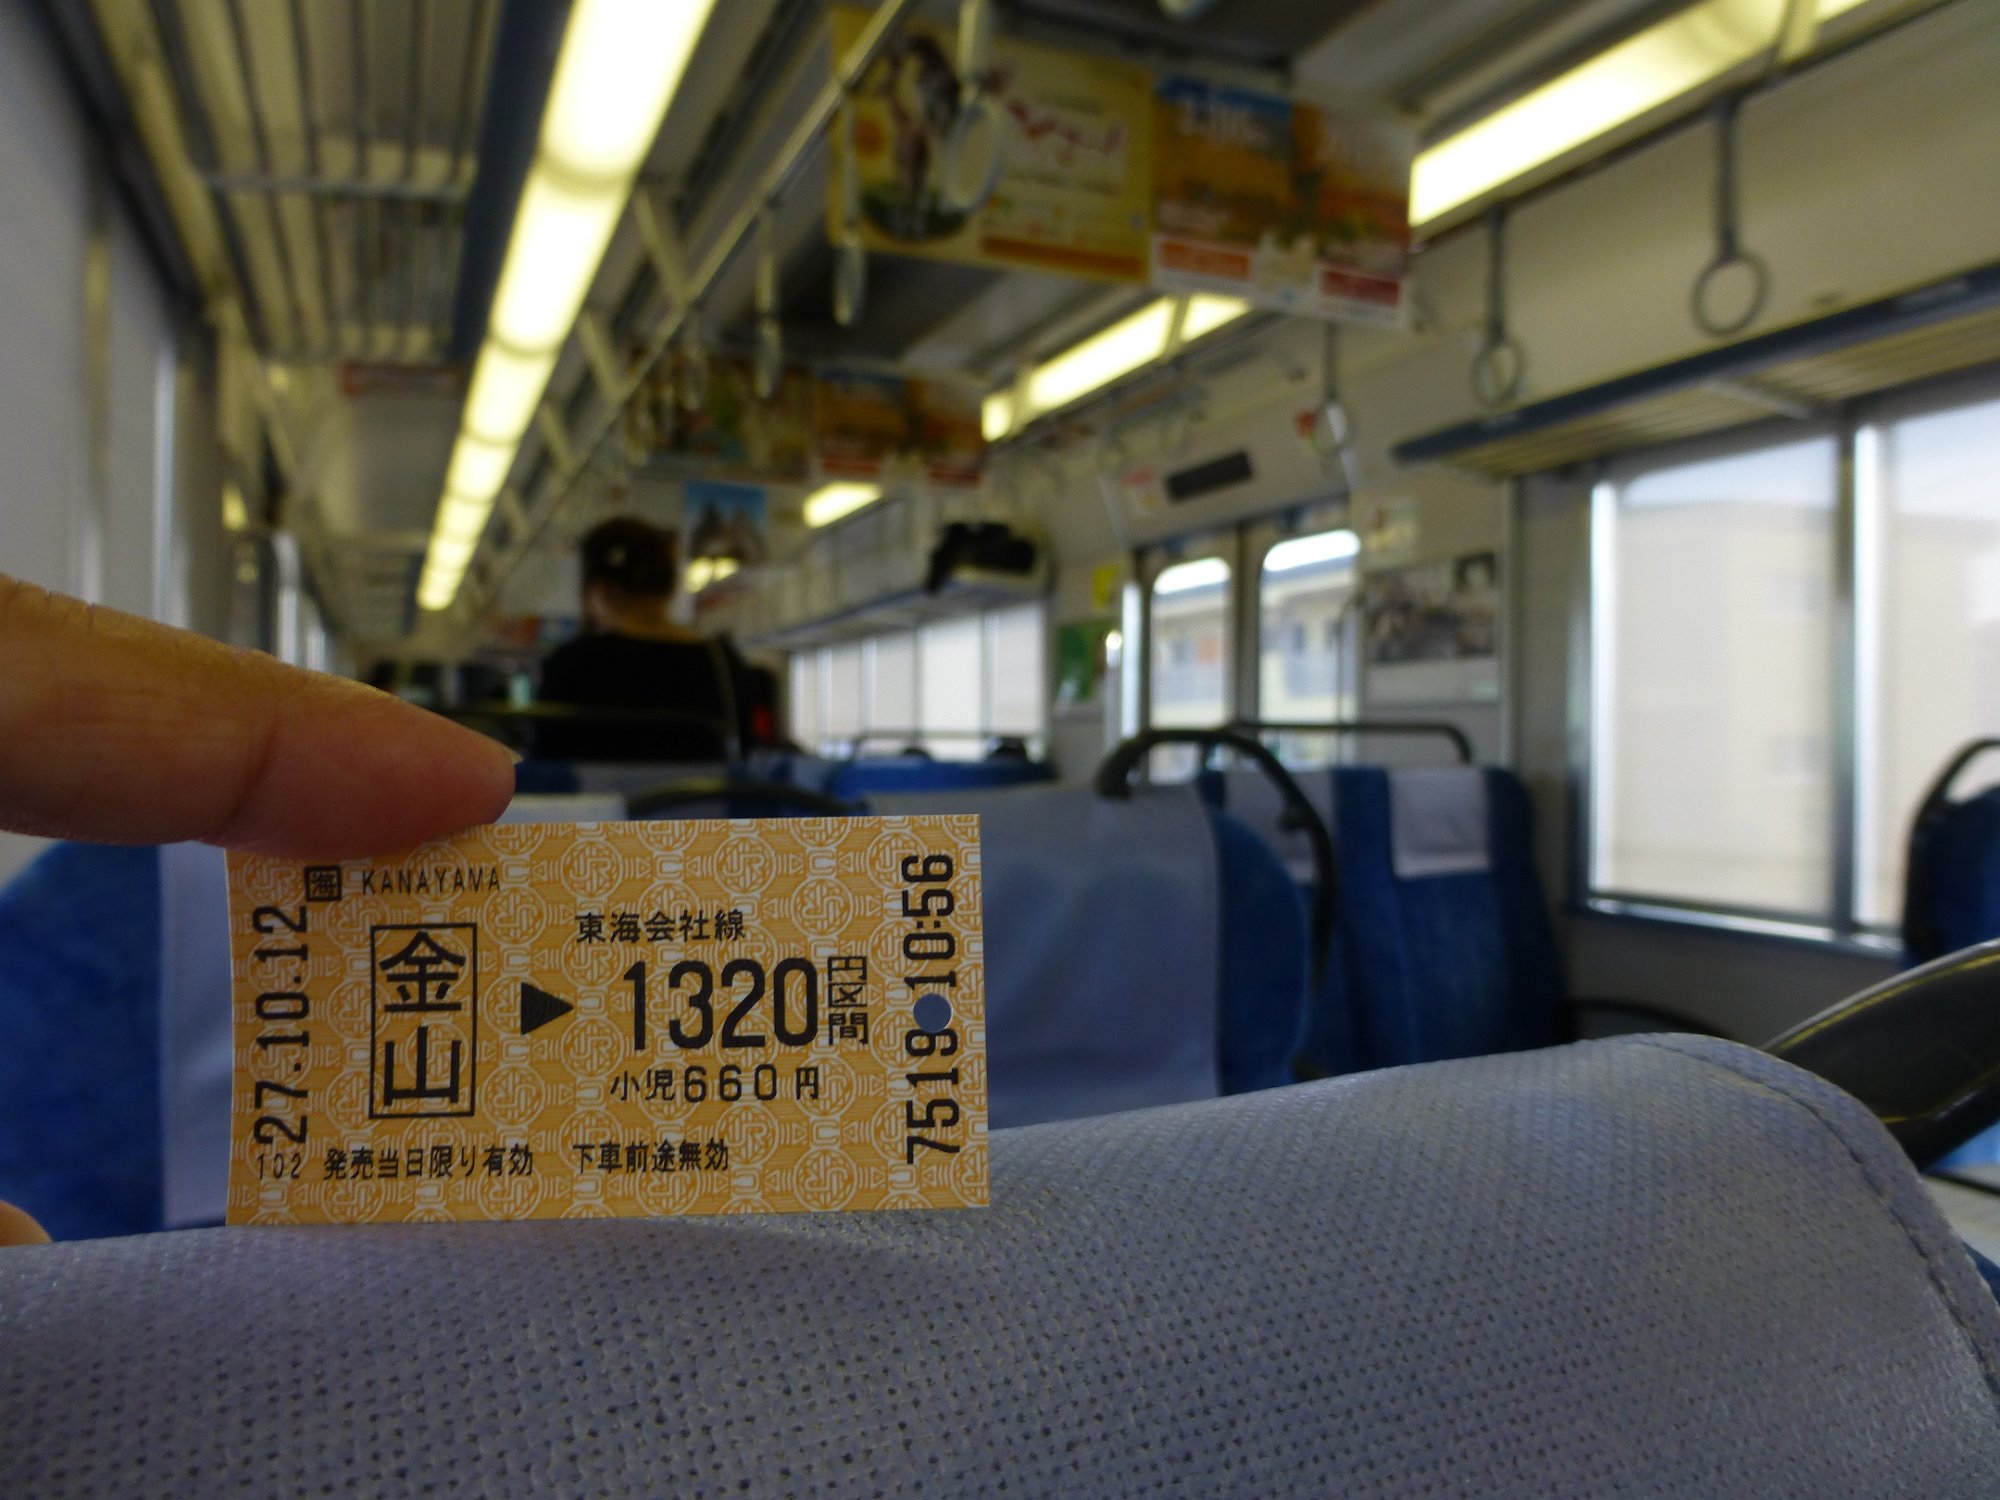 海 KANAYAMA
27.10.12
金山
東海会社線
1320円区間
小児660円
7519 10:56
102 発売当日限り有効 下車前途無効